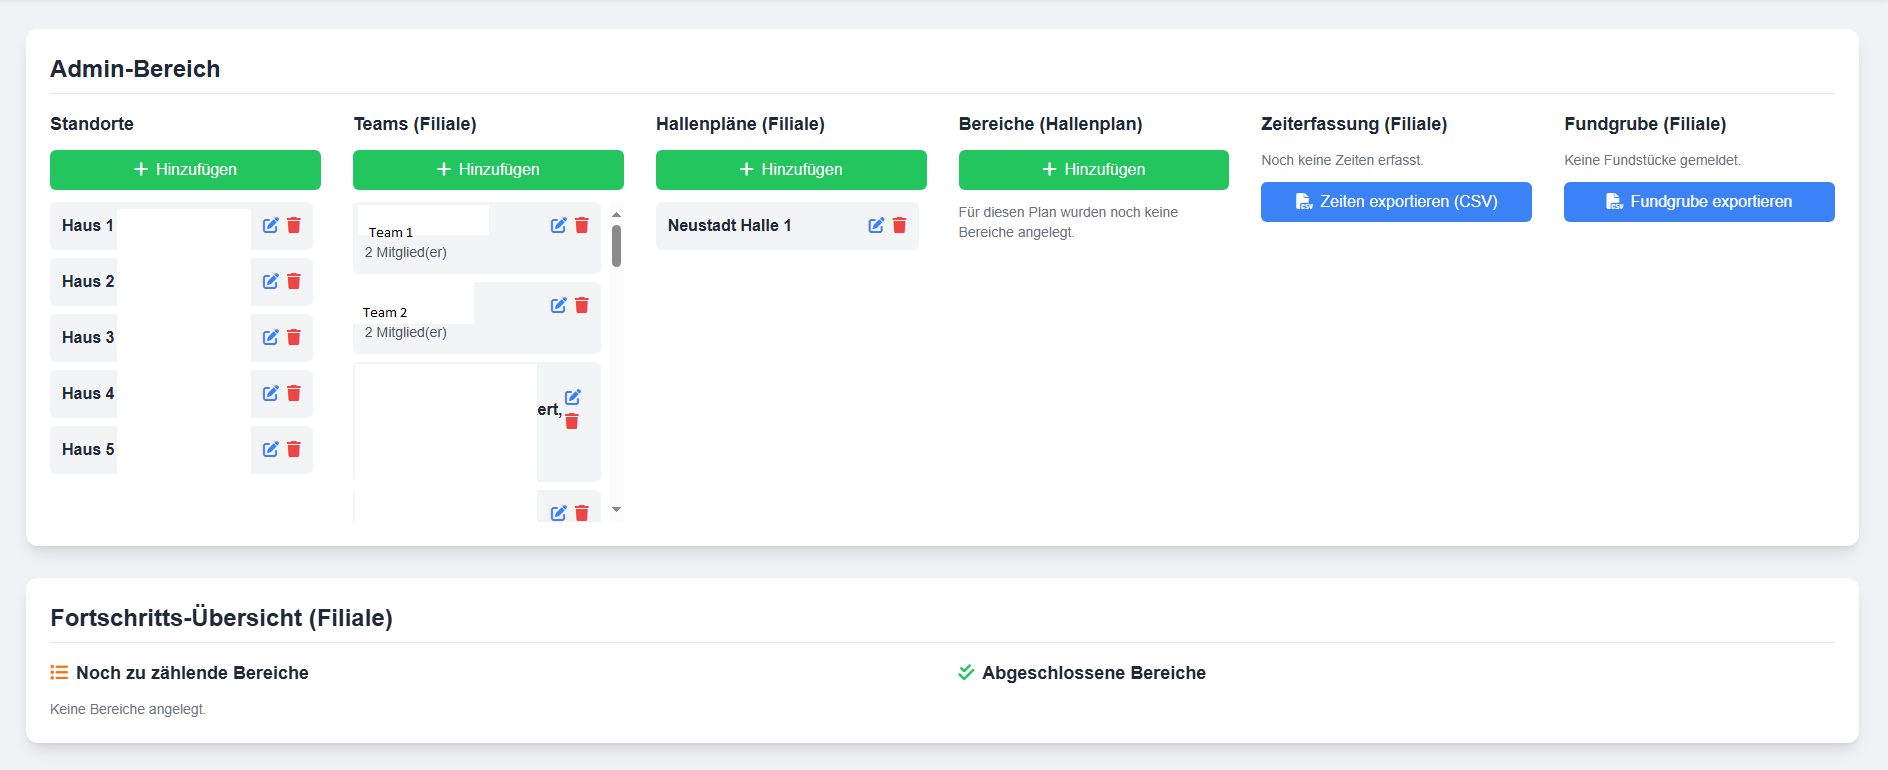 Admin-Bereich
Standorte
Hinzufügen
Haus 1
Haus 2
Haus 3
Haus 4
Haus 5
Teams (Filiale)
Hinzufügen
Team 1
2 Mitglied(er)
Team 2
2 Mitglied(er)
ert,
Hallenpläne (Filiale)
Hinzufügen
Neustadt Halle 1
Bereiche (Hallenplan)
Hinzufügen
Für diesen Plan wurden noch keine
Bereiche angelegt.
Zeiterfassung (Filiale)
Noch keine Zeiten erfasst.
Zeiten exportieren (CSV)
Fundgrube (Filiale)
Keine Fundstücke gemeldet.
Fundgrube exportieren
Fortschritts-Übersicht (Filiale)
Noch zu zählende Bereiche
Keine Bereiche angelegt.
Abgeschlossene Bereiche